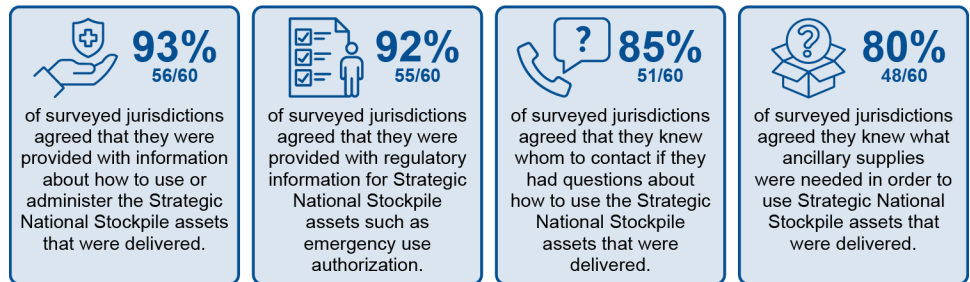 93%
56/60
of surveyed jurisdictions
agreed that they were
provided with information
about how to use or
administer the Strategic
National Stockpile assets
that were delivered.
92%
55/60
of surveyed jurisdictions
agreed that they were
provided with regulatory
information for Strategic
National Stockpile
assets such as
emergency use
authorization.
?
85%
51/60
of surveyed jurisdictions
agreed that they knew
whom to contact if they
had questions about
how to use the Strategic
National Stockpile
assets that were
delivered.
?
80%
48/60
of surveyed jurisdictions
agreed they knew what
ancillary supplies
were needed in order to
use Strategic National
Stockpile assets that
were delivered.